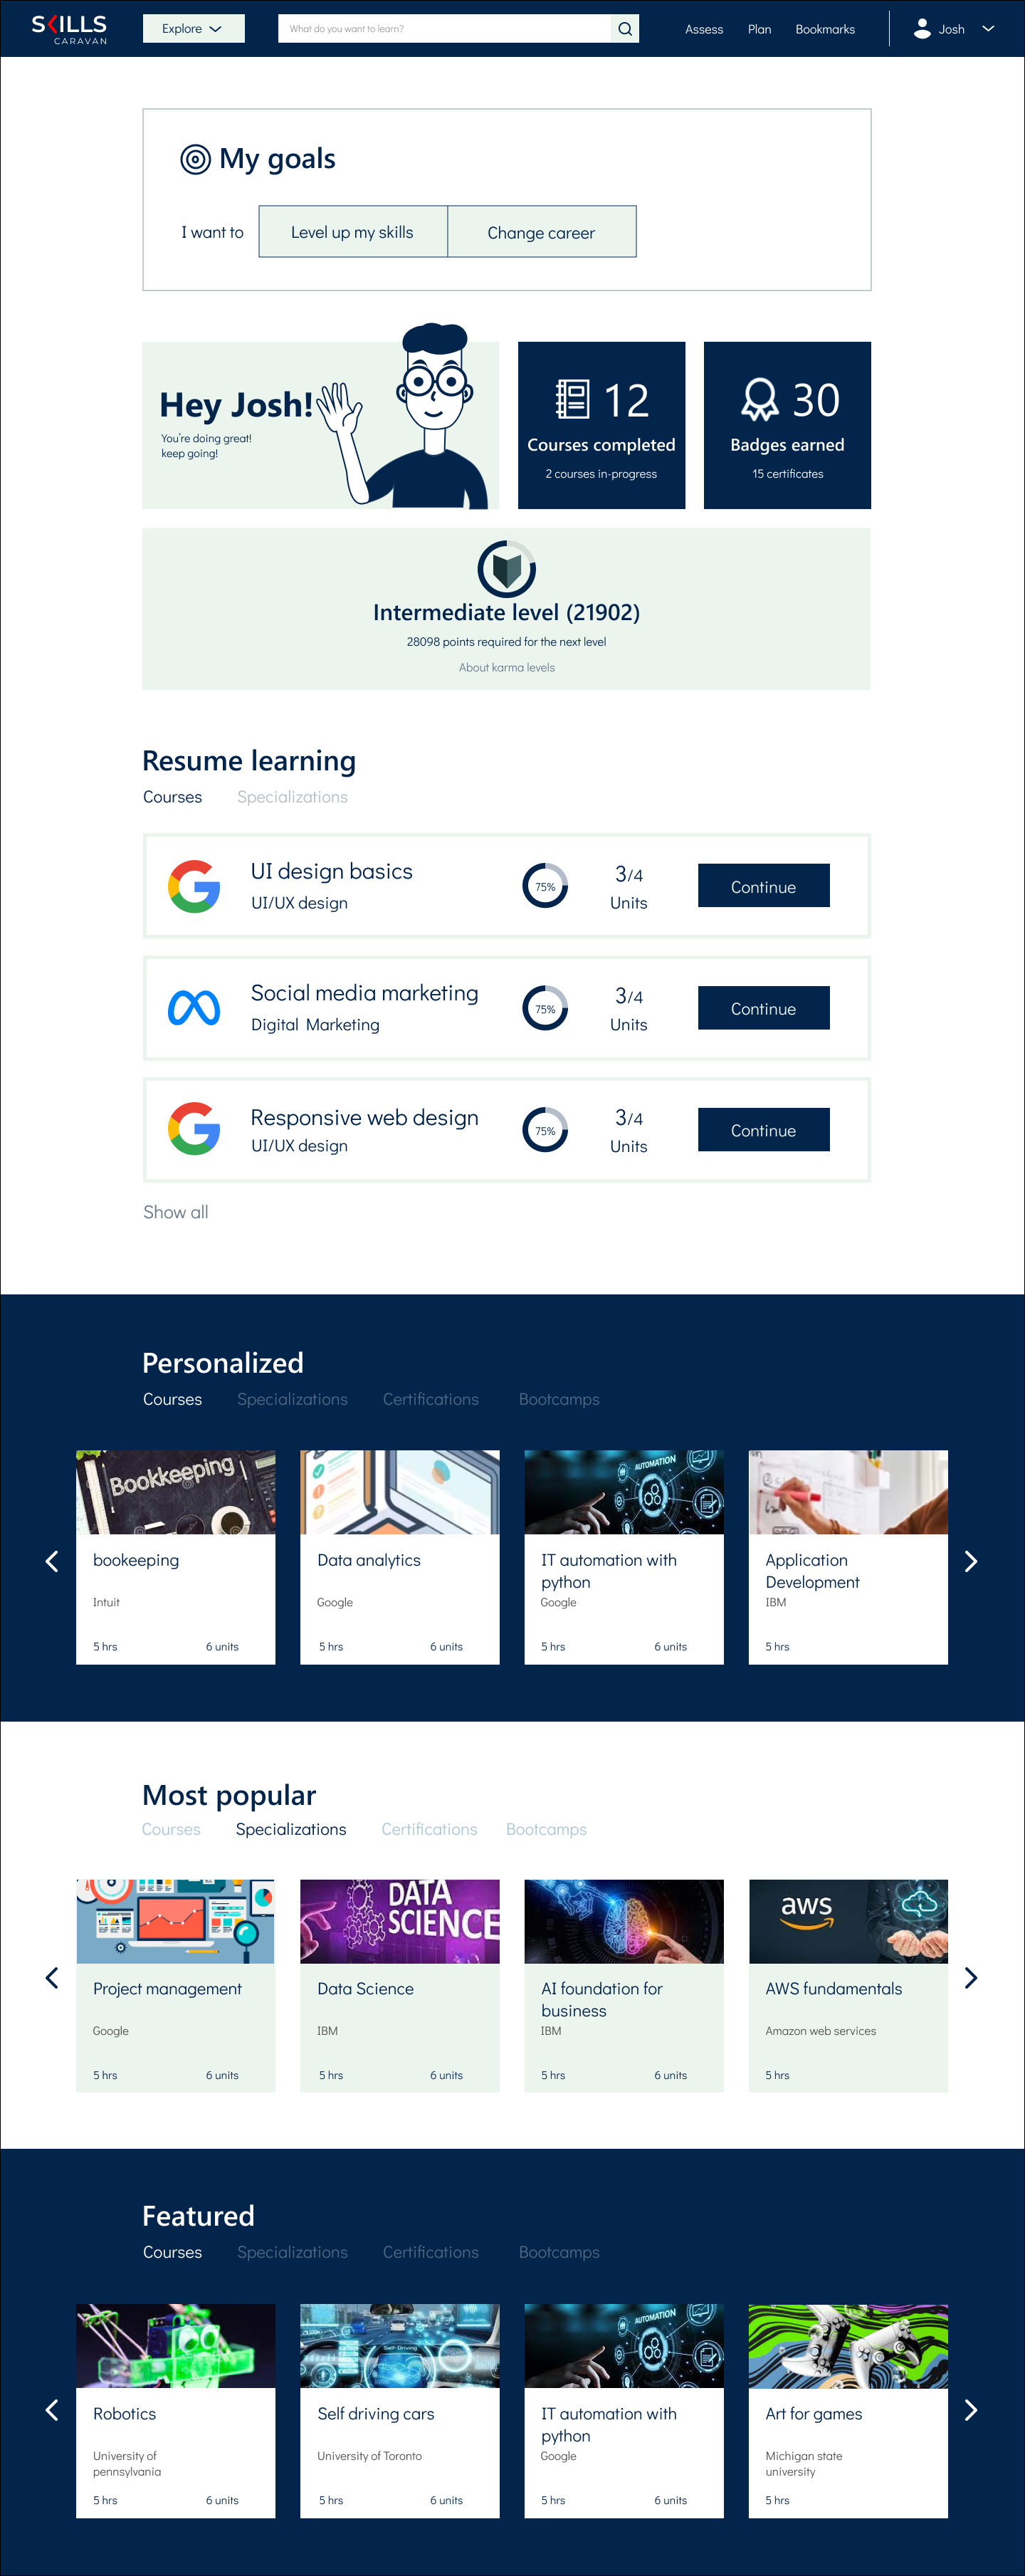 SKILLS
CARAVAN
Explore
What do you want to learn?
Assess
Plan
Bookmarks
Josh
My goals
I want to
Level up my skills
Change career
Hey Josh!
You're doing great!
keep going!
12
Courses completed
2 courses in-progress
30
Badges earned
15 certificates
Intermediate level (21902)
28098 points required for the next level
About karma levels
Resume learning
Courses
Specializations
UI design basics
UI/UX design
75%
3/4
Units
Continue
Social media marketing
Digital Marketing
75%
3/4
Units
Continue
Responsive web design
UI/UX design
75%
3/4
Units
Continue
Show all
Personalized
Courses
Specializations
Certifications
Bootcamps
Bookkeeping
bookeeping
Intuit
5 hrs
6 units
Data analytics
Google
5 hrs
6 units
AUTOMATION
IT automation with
python
Google
5 hrs
6 units
Application
Development
IBM
5 hrs
Most popular
Courses
Specializations
Certifications
Bootcamps
Project management
Google
5 hrs
6 units
DATA
SCIENCE
Data Science
IBM
5 hrs
6 units
AI foundation for
business
IBM
5 hrs
6 units
aws
AWS fundamentals
Amazon web services
5 hrs
Featured
Courses
Specializations
Certifications
Bootcamps
Robotics
University of
pennsylvania
5 hrs
6 units
Self-Driving
Self driving cars
University of Toronto
5 hrs
6 units
AUTOMATION
IT automation with
python
Google
5 hrs
6 units
Art for games
Michigan state
university
5 hrs